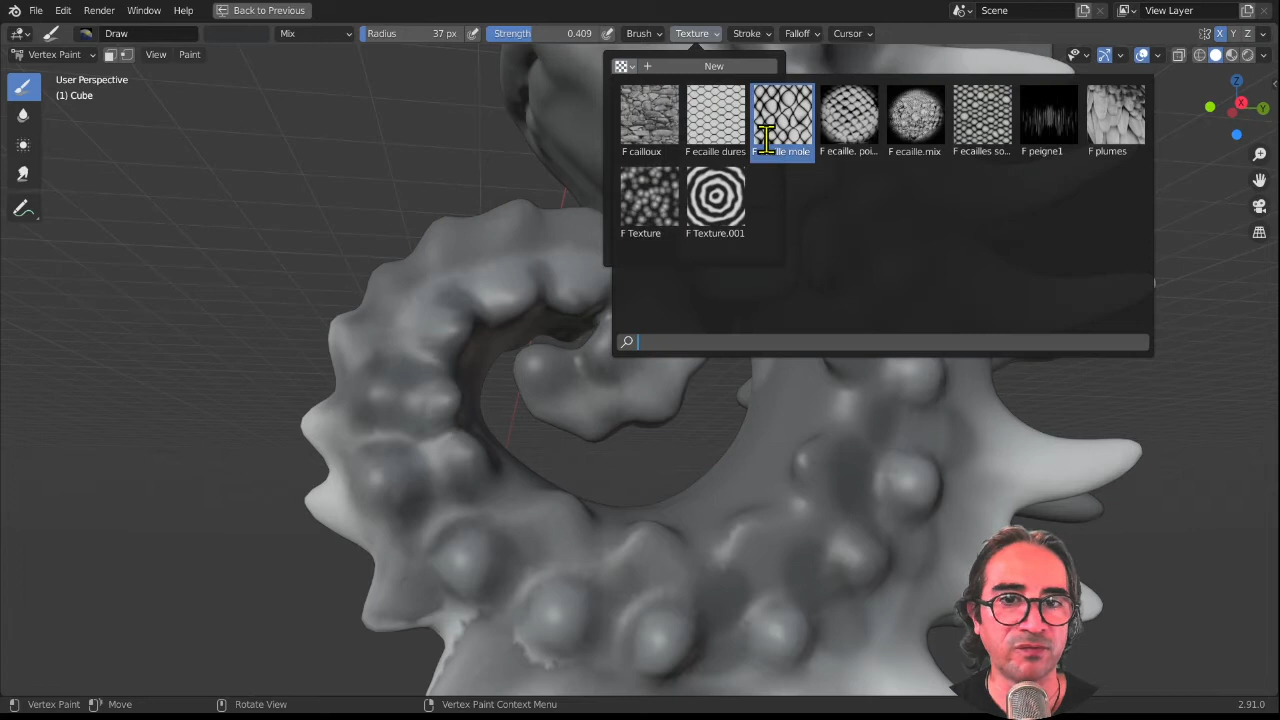 File Edit Render Window Help Back to Previous Scene View Layer
Draw Mix Radius 37 px Strength 0.409 Brush Texture Stroke Falloff Cursor
Vertex Paint View Paint X Y Z
User Perspective
(1) Cube
New
F cailloux F ecaille dures F ecaille. poi... F ecaille.mix F ecailles so... F peigne1 F plumes
F Texture F Texture.001
Z
X
Y
Vertex Paint Move Rotate View Vertex Paint Context Menu 2.91.0